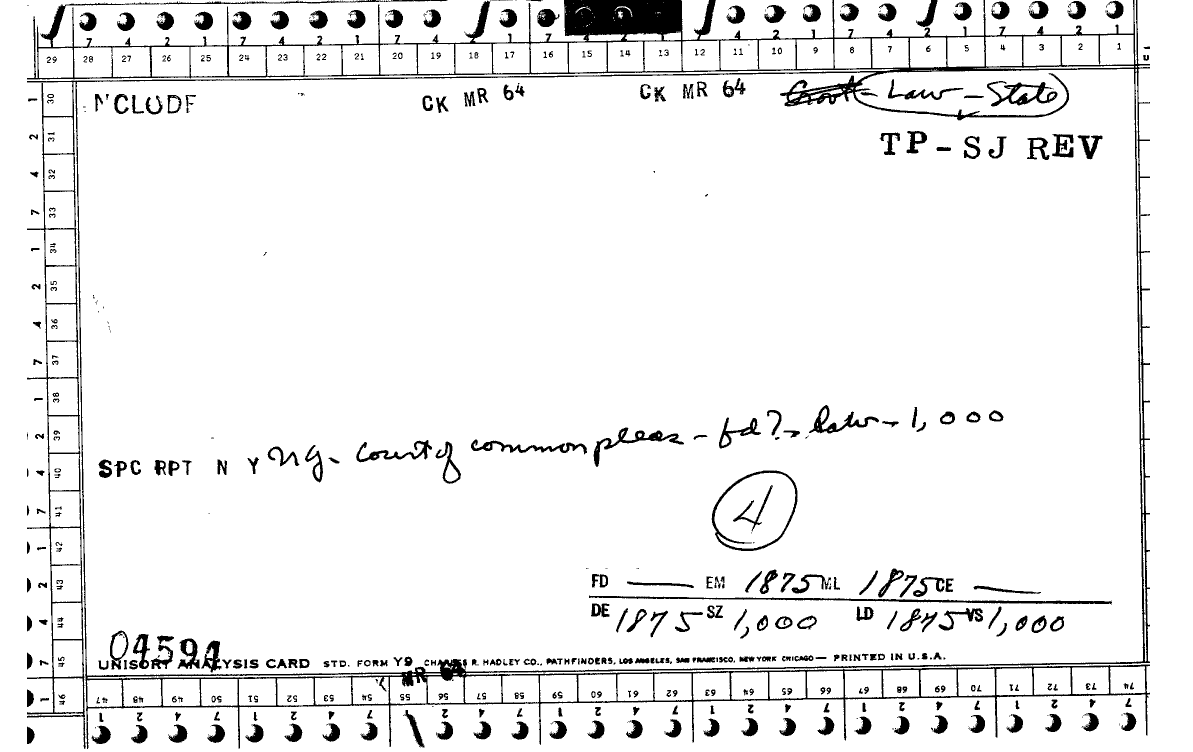 7 4 2 1 7 4 2 1 7 4 2 1 7 4 2 1 7 4 2 1
29 28 27 26 25 24 23 22 21 20 19 18 17 16 15 14 13 12 11 10 9 8 7 6 5 4 3 2 1
NCLUDF CK MR 64 CK MR 64 Govt - Law - State
TP-SJ REV
1 30
2 31
4 32
7 33
1 34
2 35
4 36
7 37
1 38
2 39
4 40
7 41
1 42
2 43
4 44
7 45
1 46
SPC RPT N Y NY - Court of common pleas - fd? - law - 1,000
4
FD — EM 1875 ML 1875 CE —
DE 1875 SZ 1,000 LD 1875 VS 1,000
04594
UNISORT ANALYSIS CARD STD. FORM Y9 CHARLES R. HADLEY CO., PATHFINDERS, LOS ANGELES, SAN FRANCISCO, NEW YORK CHICAGO — PRINTED IN U.S.A.
MR 64
47 48 49 50 51 52 53 54 55 56 57 58 59 60 61 62 63 64 65 66 67 68 69 70 71 72 73 74
1 2 4 7 1 2 4 7 1 2 4 7 1 2 4 7 1 2 4 7 1 2 4 7 1 2 4 7